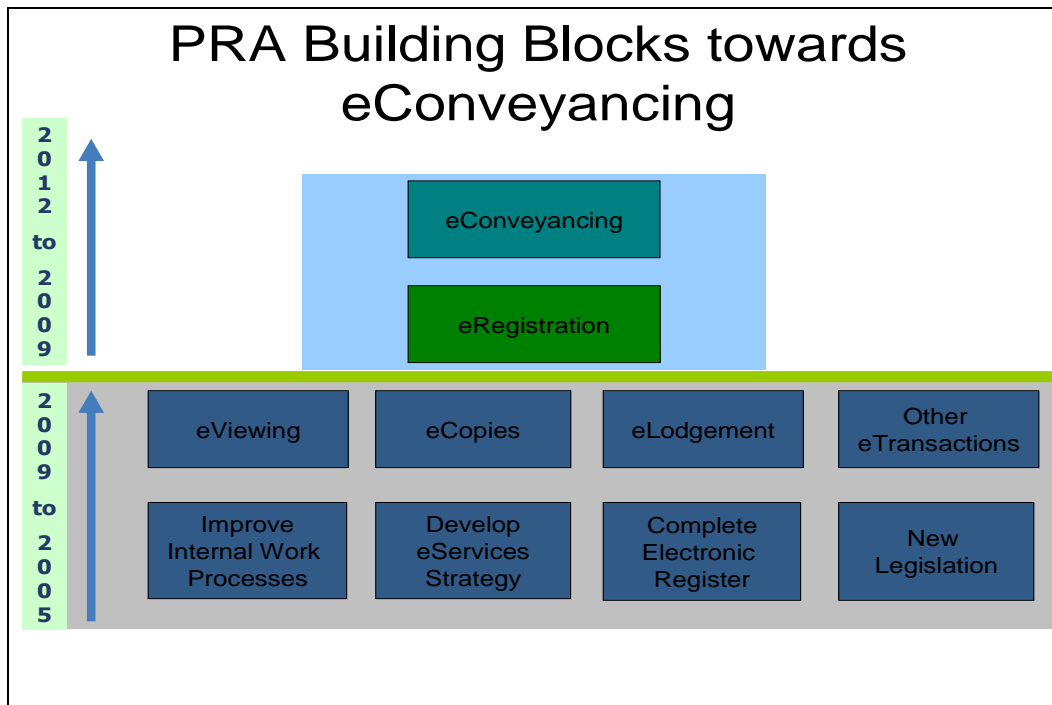 PRA Building Blocks towards
eConveyancing
2
0
1
2
to
2
0
0
9
eConveyancing
eRegistration
2
0
0
9
to
2
0
0
5
eViewing
eCopies
eLodgement
Other
eTransactions
Improve
Internal Work
Processes
Develop
eServices
Strategy
Complete
Electronic
Register
New
Legislation